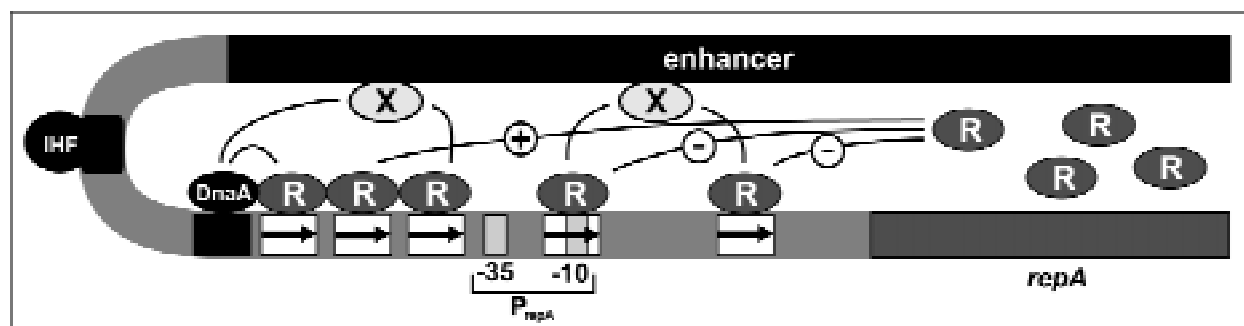 enhancer
X X
IHF
+ - -
R R R R
DnaA R R R R R
-35 -10
PrepA
repA